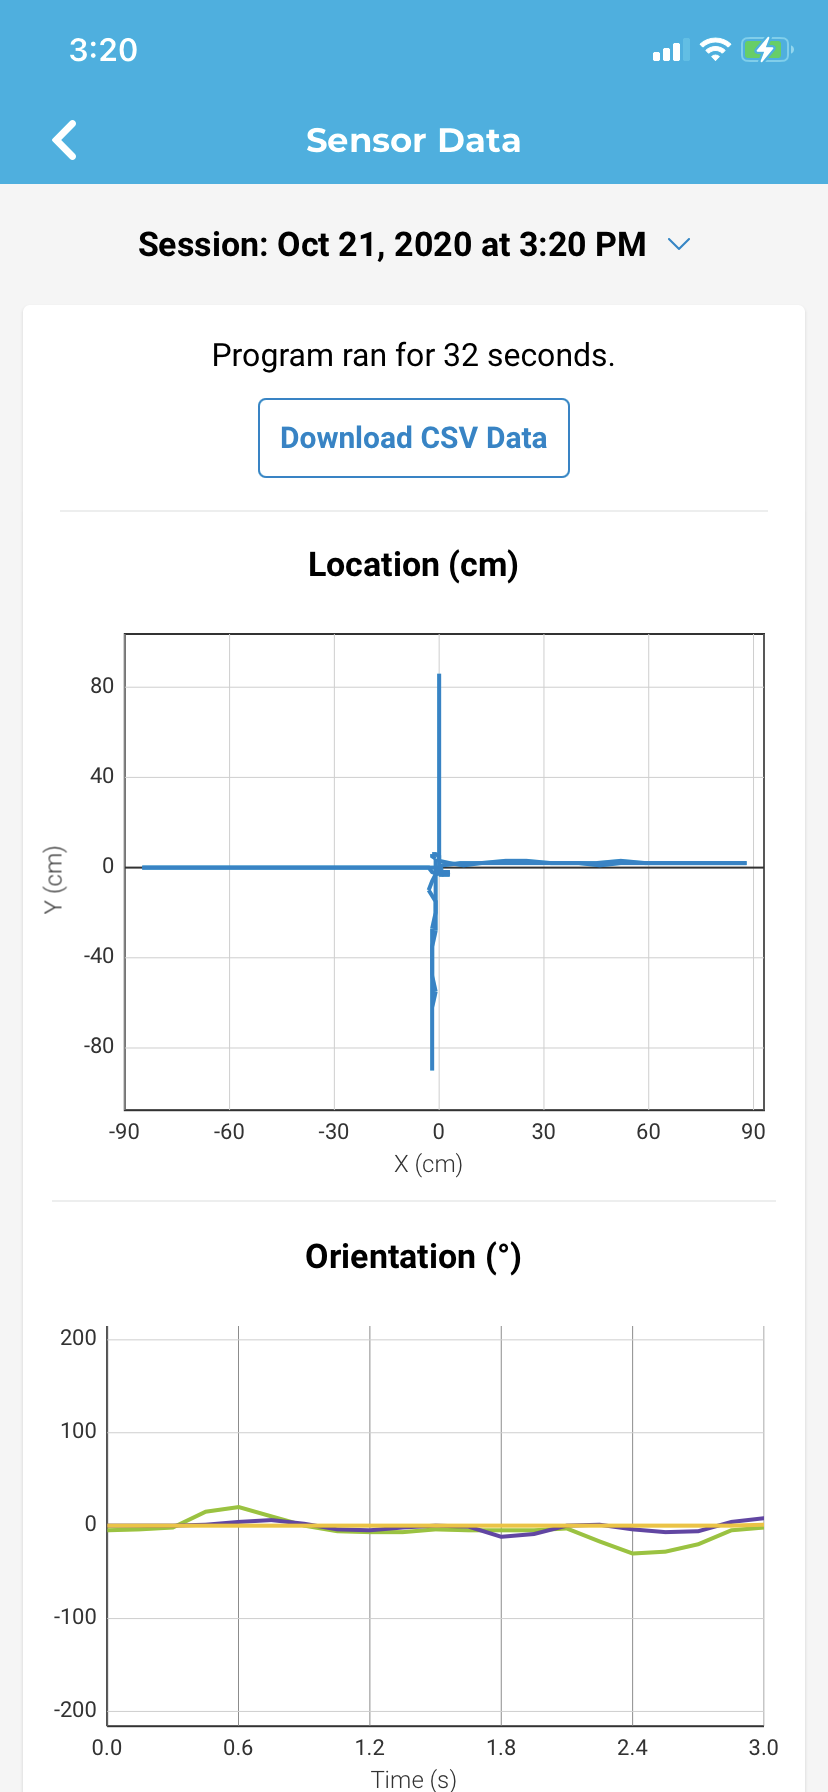 3:20
Sensor Data
Session: Oct 21, 2020 at 3:20 PM
Program ran for 32 seconds.
Download CSV Data
Location (cm)
80
40
0
-40
-80
Y (cm)
-90 -60 -30 0 30 60 90
X (cm)
Orientation (°)
200
100
0
-100
-200
0.0 0.6 1.2 1.8 2.4 3.0
Time (s)